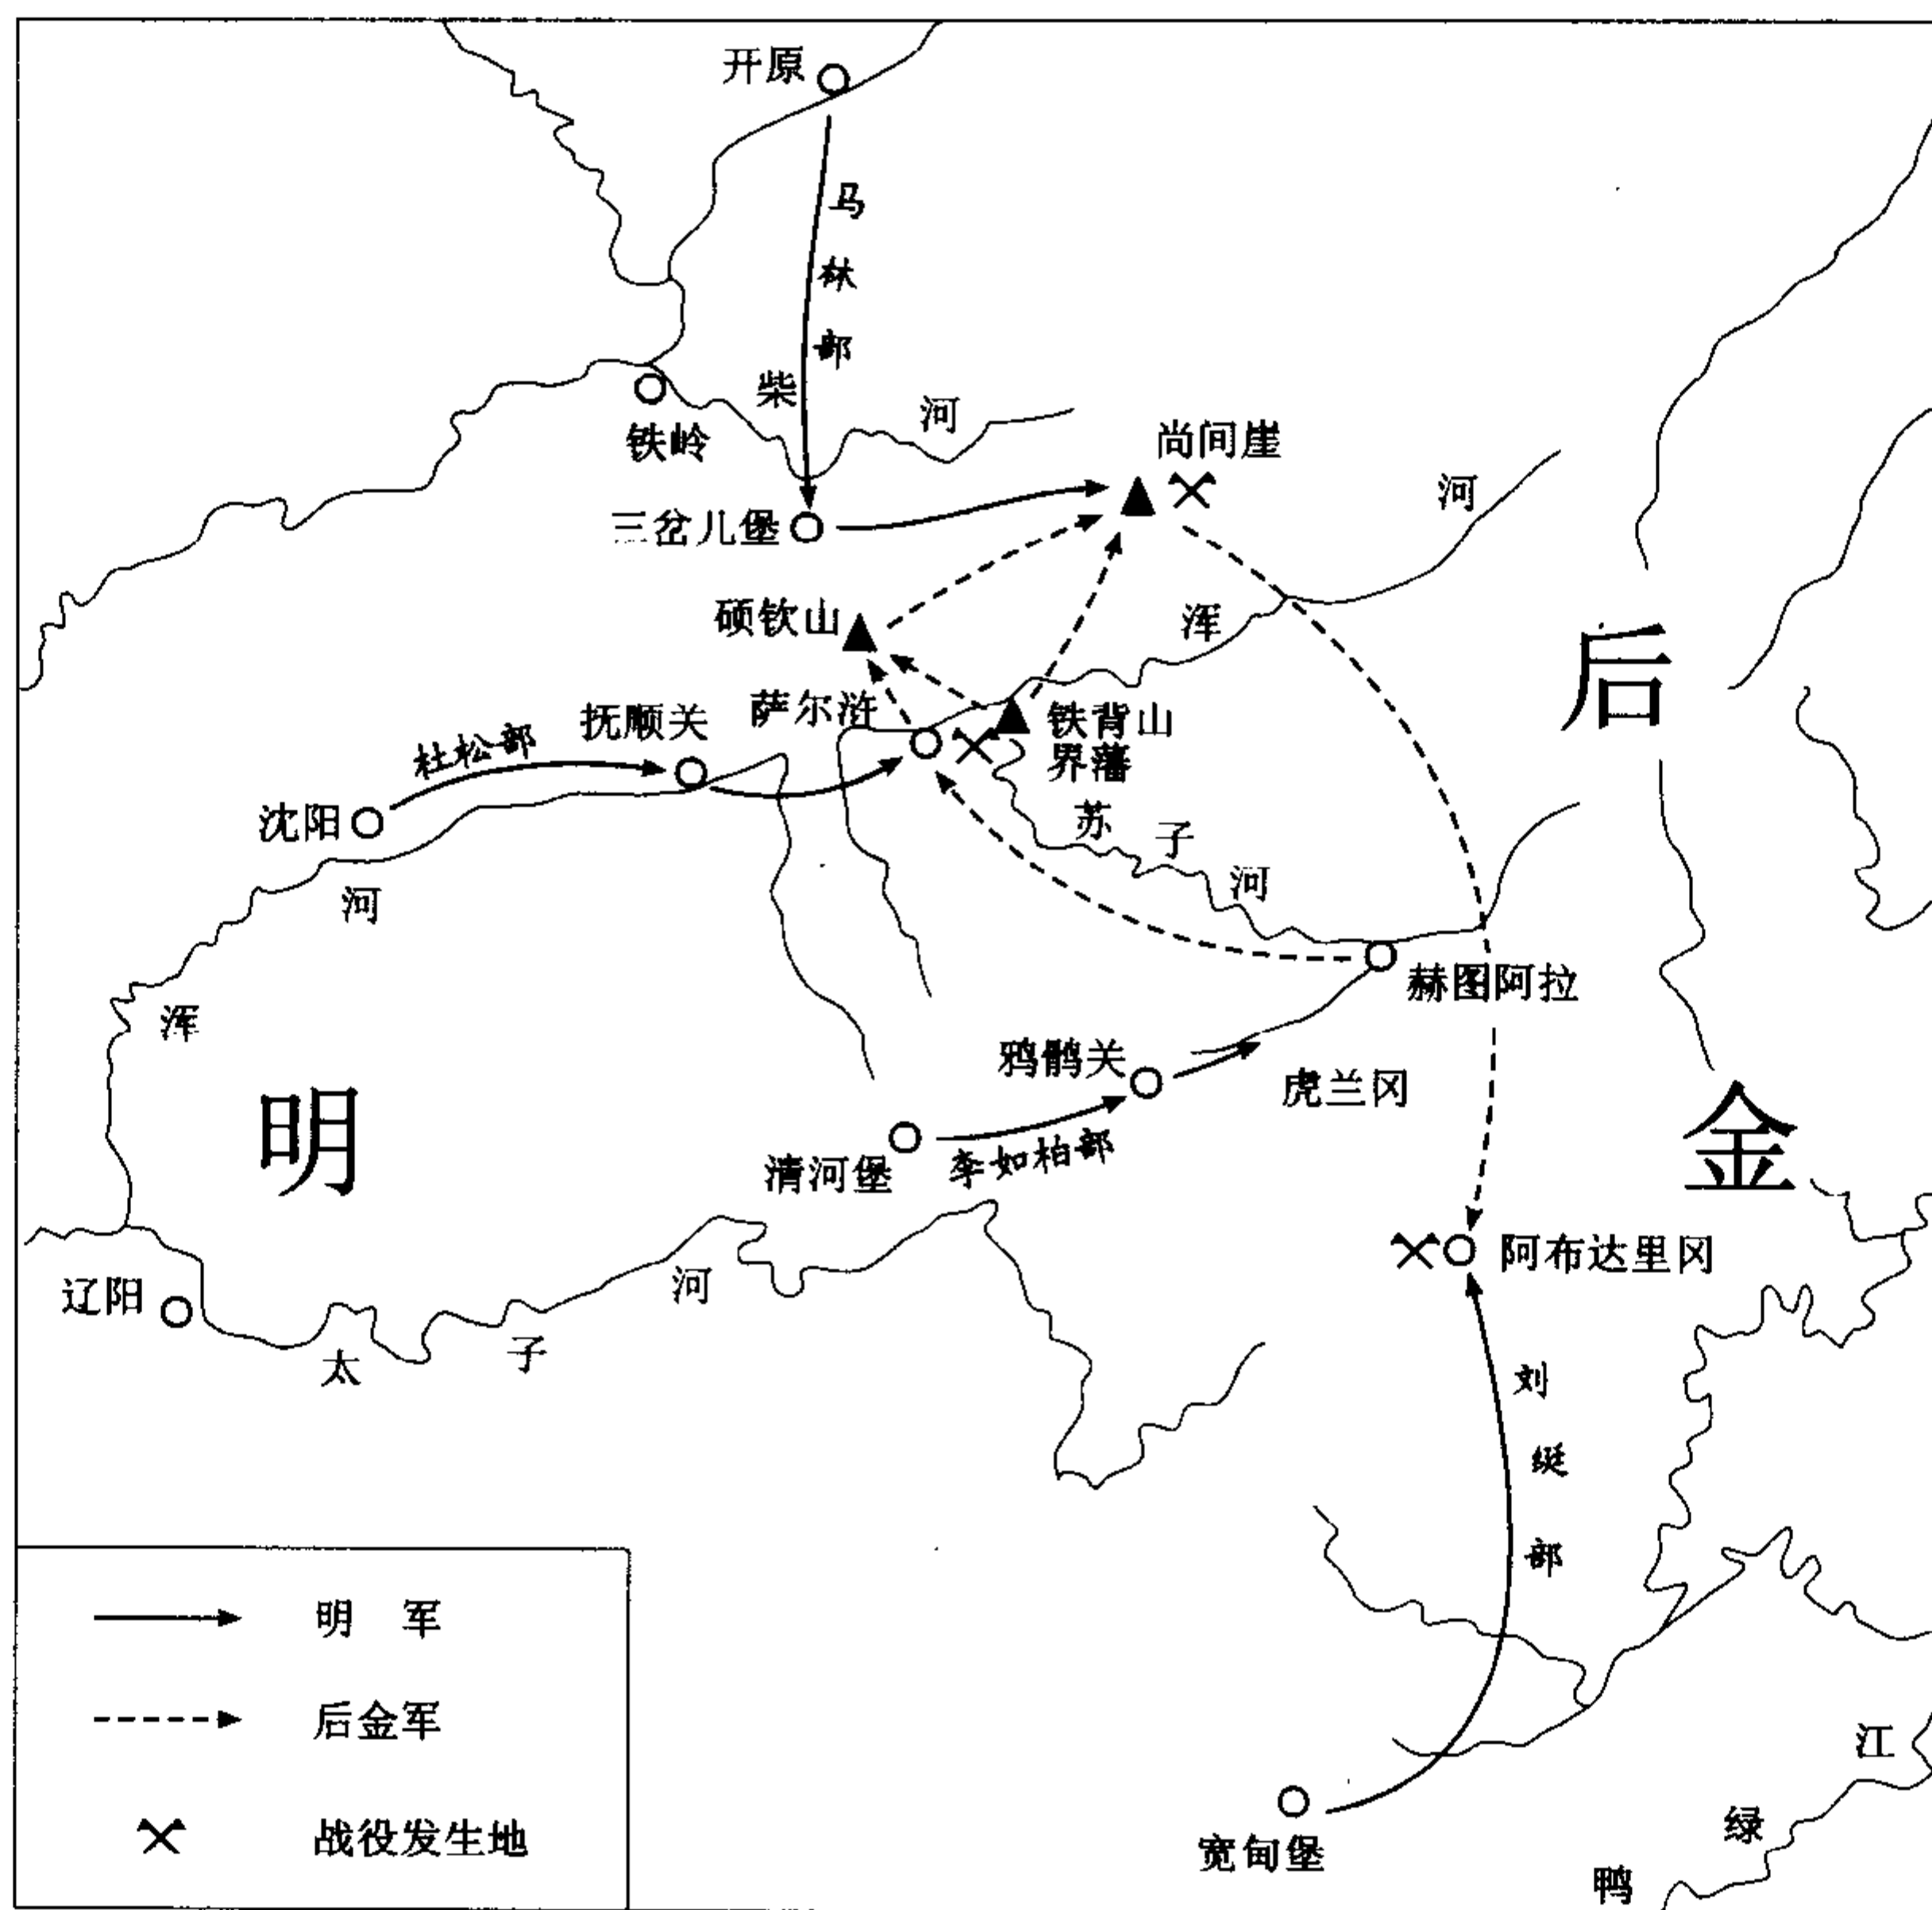 开原
马林部
柴河
铁岭
尚间崖
河
三岔儿堡
硕钦山
浑
后
萨尔浒
抚顺关
铁背山
界藩
杜松部
沈阳
苏子河
河
赫图阿拉
浑
鸦鹘关
虎兰冈
明
金
清河堡
李如柏部
阿布达里冈
辽阳
太子河
刘綎部
明 军
后金军
战役发生地
宽甸堡
鸭绿江